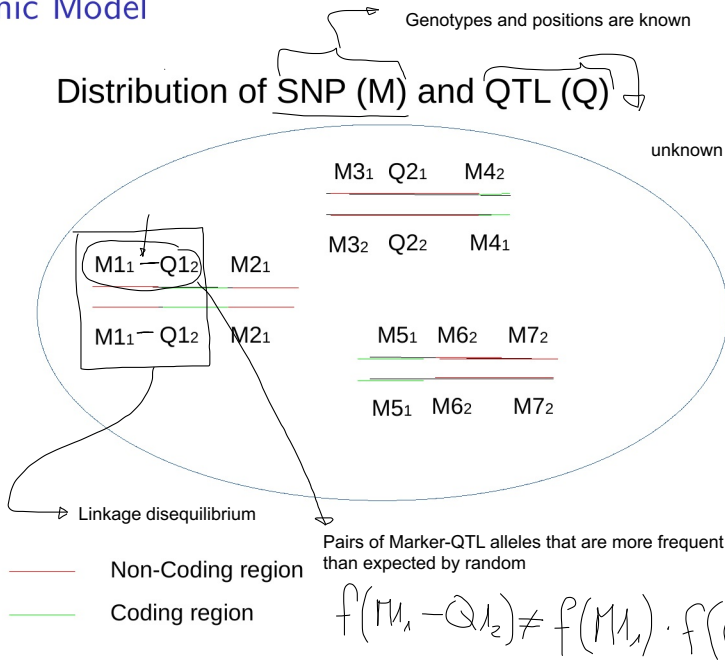 nic Model
Genotypes and positions are known
Distribution of SNP (M) and QTL (Q)
unknown
M31 Q21 M42
M32 Q22 M41
M11 – Q12 M21
M11 – Q12 M21
M51 M62 M72
M51 M62 M72
Linkage disequilibrium
Pairs of Marker-QTL alleles that are more frequent
than expected by random
Non-Coding region
Coding region
f(M1₁ – Q1₂) ≠ f(M1₁) · f(